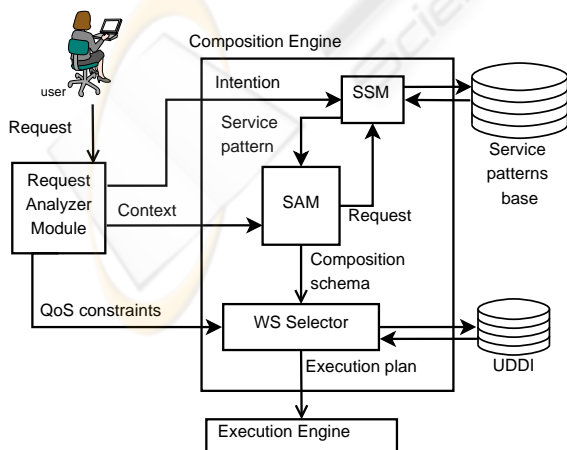 Composition Engine
user
Intention
SSM
Request
Service
pattern
Service
patterns
base
Request
Analyzer
Module
Context
SAM
Request
Composition
schema
QoS constraints
WS Selector
UDDI
Execution plan
Execution Engine